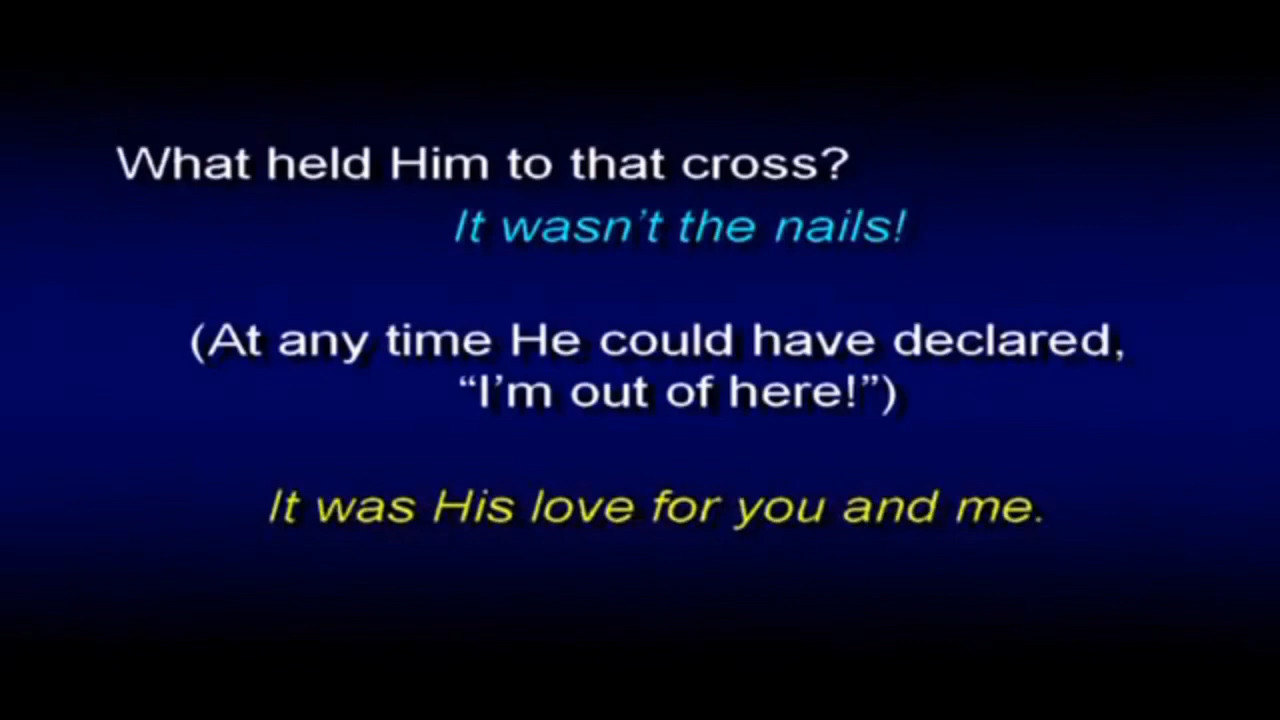 What held Him to that cross?
It wasn’t the nails!
(At any time He could have declared,
“I’m out of here!”)
It was His love for you and me.